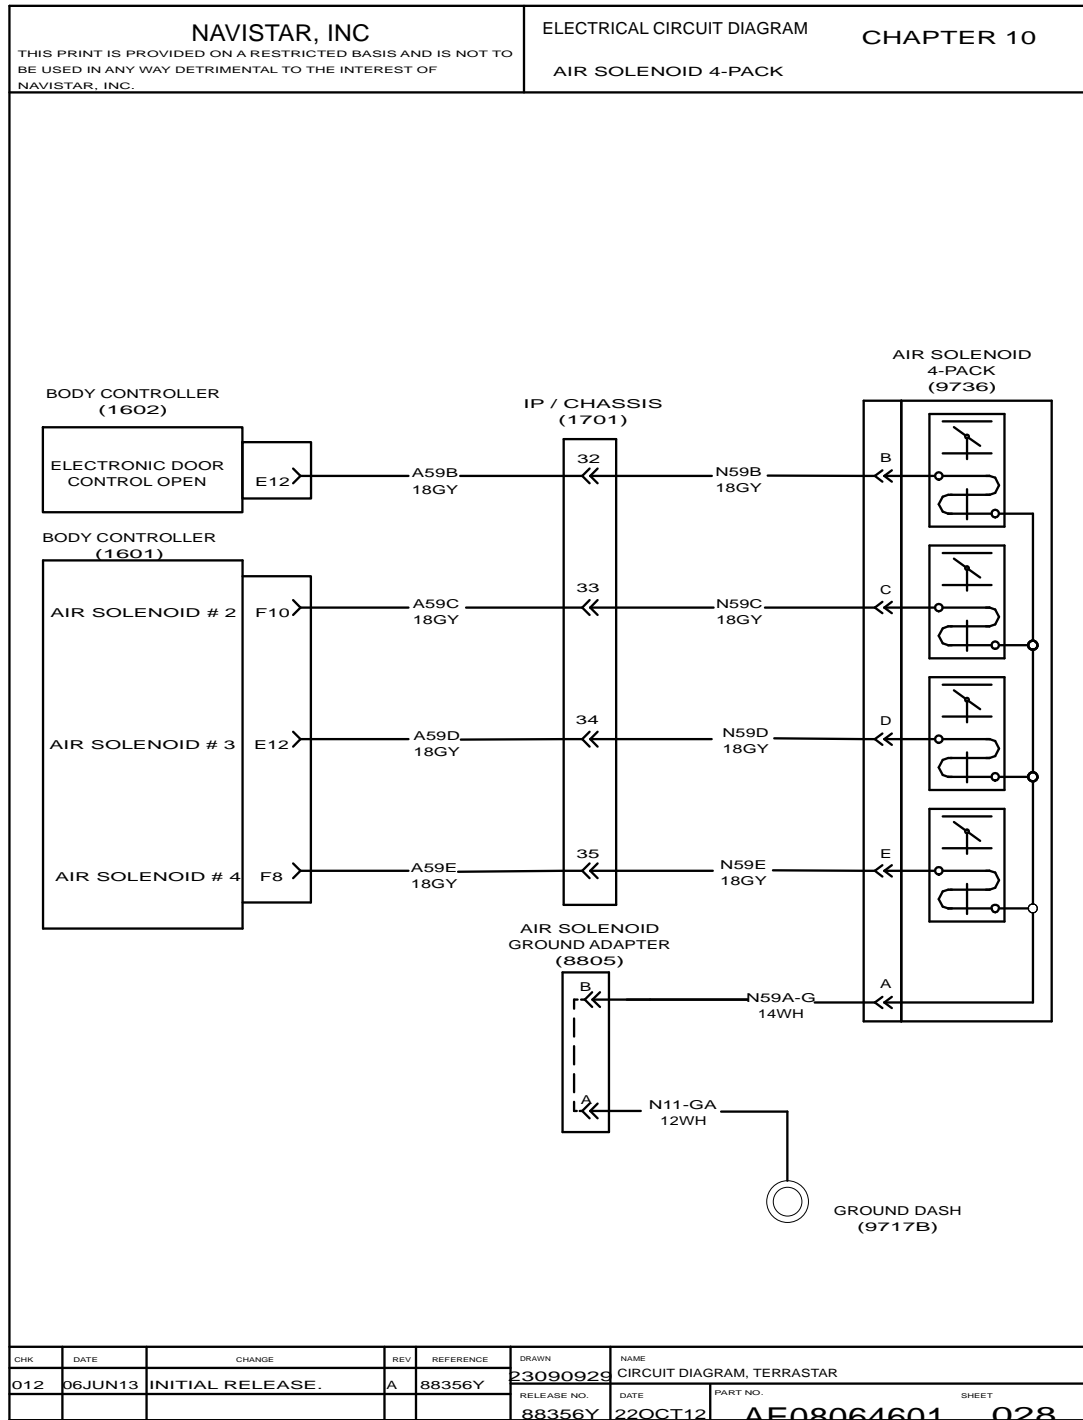 NAVISTAR, INC
THIS PRINT IS PROVIDED ON A RESTRICTED BASIS AND IS NOT TO
BE USED IN ANY WAY DETRIMENTAL TO THE INTEREST OF
NAVISTAR, INC.
ELECTRICAL CIRCUIT DIAGRAM
CHAPTER 10
AIR SOLENOID 4-PACK
AIR SOLENOID
4-PACK
(9736)
BODY CONTROLLER
(1602)
IP / CHASSIS
(1701)
ELECTRONIC DOOR
CONTROL OPEN
E12
A59B
18GY
32
N59B
18GY
B
BODY CONTROLLER
(1601)
AIR SOLENOID # 2
F10
A59C
18GY
33
N59C
18GY
C
AIR SOLENOID # 3
E12
A59D
18GY
34
N59D
18GY
D
AIR SOLENOID # 4
F8
A59E
18GY
35
N59E
18GY
E
AIR SOLENOID
GROUND ADAPTER
(8805)
B
N59A-G
14WH
A
A
N11-GA
12WH
GROUND DASH
(9717B)
CHK DATE CHANGE REV REFERENCE
012 06JUN13 INITIAL RELEASE. A 88356Y
DRAWN
23090929
NAME
CIRCUIT DIAGRAM, TERRASTAR
RELEASE NO.
88356Y
DATE
22OCT12
PART NO.
AE08064601
SHEET
028